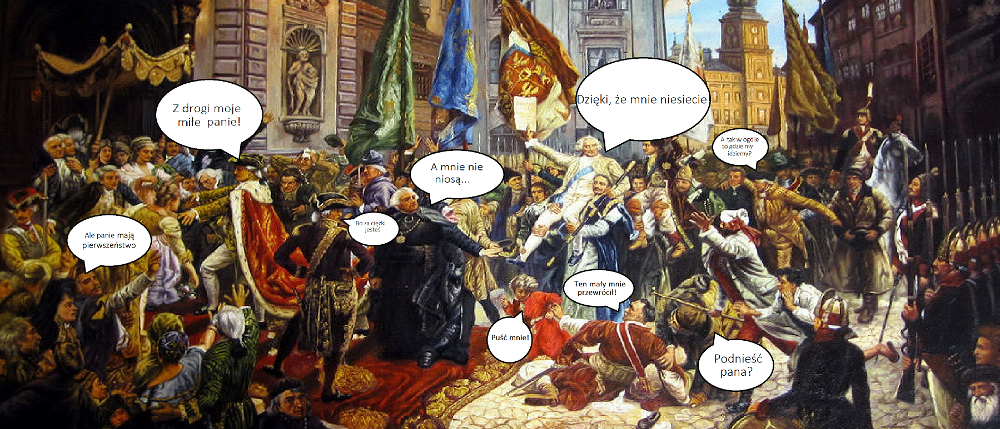 Z drogi moje
miłe panie!
Dzięki, że mnie niesiecie
A tak w ogóle
to gdzie my
idziemy?
A mnie nie
niosą...
Bo za ciężki
jesteś
Ale panie mają
pierwszeństwo
Ten mały mnie
przewrócił!
Puść mnie!
Podnieść
pana?